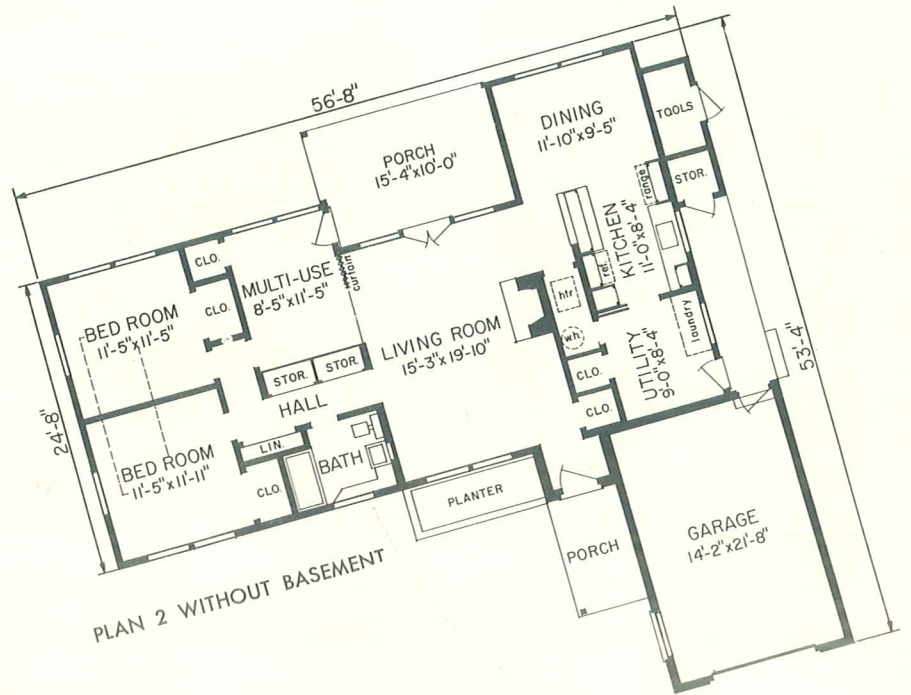 56'-8"
DINING
11'-10"x9'-5"
TOOLS
PORCH
15'-4"x10'-0"
STOR.
range
KITCHEN
11'-0"x8'-4"
CLO.
MULTI-USE
8'-5"x11'-5"
curtain
ref.
CLO.
BED ROOM
11'-5"x11'-5"
htr
laundry
LIVING ROOM
15'-3"x19'-10"
w.h.
UTILITY
9'-0"x8'-4"
53'-4"
STOR.
STOR.
CLO.
HALL
CLO.
24'-8"
LIN.
BED ROOM
11'-5"x11'-11"
BATH
CLO.
PLANTER
GARAGE
14'-2"x21'-8"
PORCH
PLAN 2 WITHOUT BASEMENT